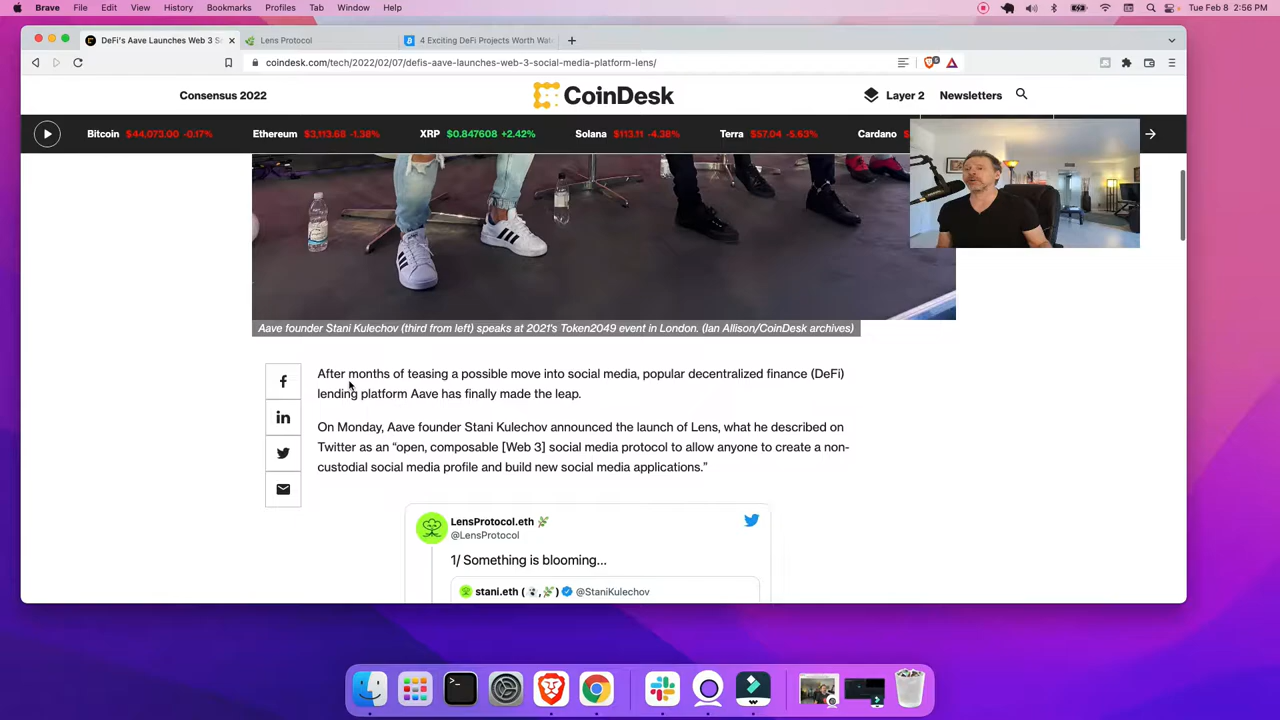 Brave File Edit View History Bookmarks Profiles Tab Window Help
Tue Feb 8 2:56 PM
DeFi's Aave Launches Web 3 S
Lens Protocol
4 Exciting DeFi Projects Worth Wat
coindesk.com/tech/2022/02/07/defis-aave-launches-web-3-social-media-platform-lens/
Consensus 2022
CoinDesk
Layer 2
Newsletters
Bitcoin $44,073.00 -0.17% Ethereum $3,113.68 -1.38% XRP $0.847608 +2.42% Solana $113.11 -4.38% Terra $57.04 -5.63% Cardano
Aave founder Stani Kulechov (third from left) speaks at 2021's Token2049 event in London. (Ian Allison/CoinDesk archives)
After months of teasing a possible move into social media, popular decentralized finance (DeFi)
lending platform Aave has finally made the leap.
On Monday, Aave founder Stani Kulechov announced the launch of Lens, what he described on
Twitter as an “open, composable [Web 3] social media protocol to allow anyone to create a non-
custodial social media profile and build new social media applications.”
LensProtocol.eth
@LensProtocol
1/ Something is blooming...
stani.eth ( , ) @StaniKulechov